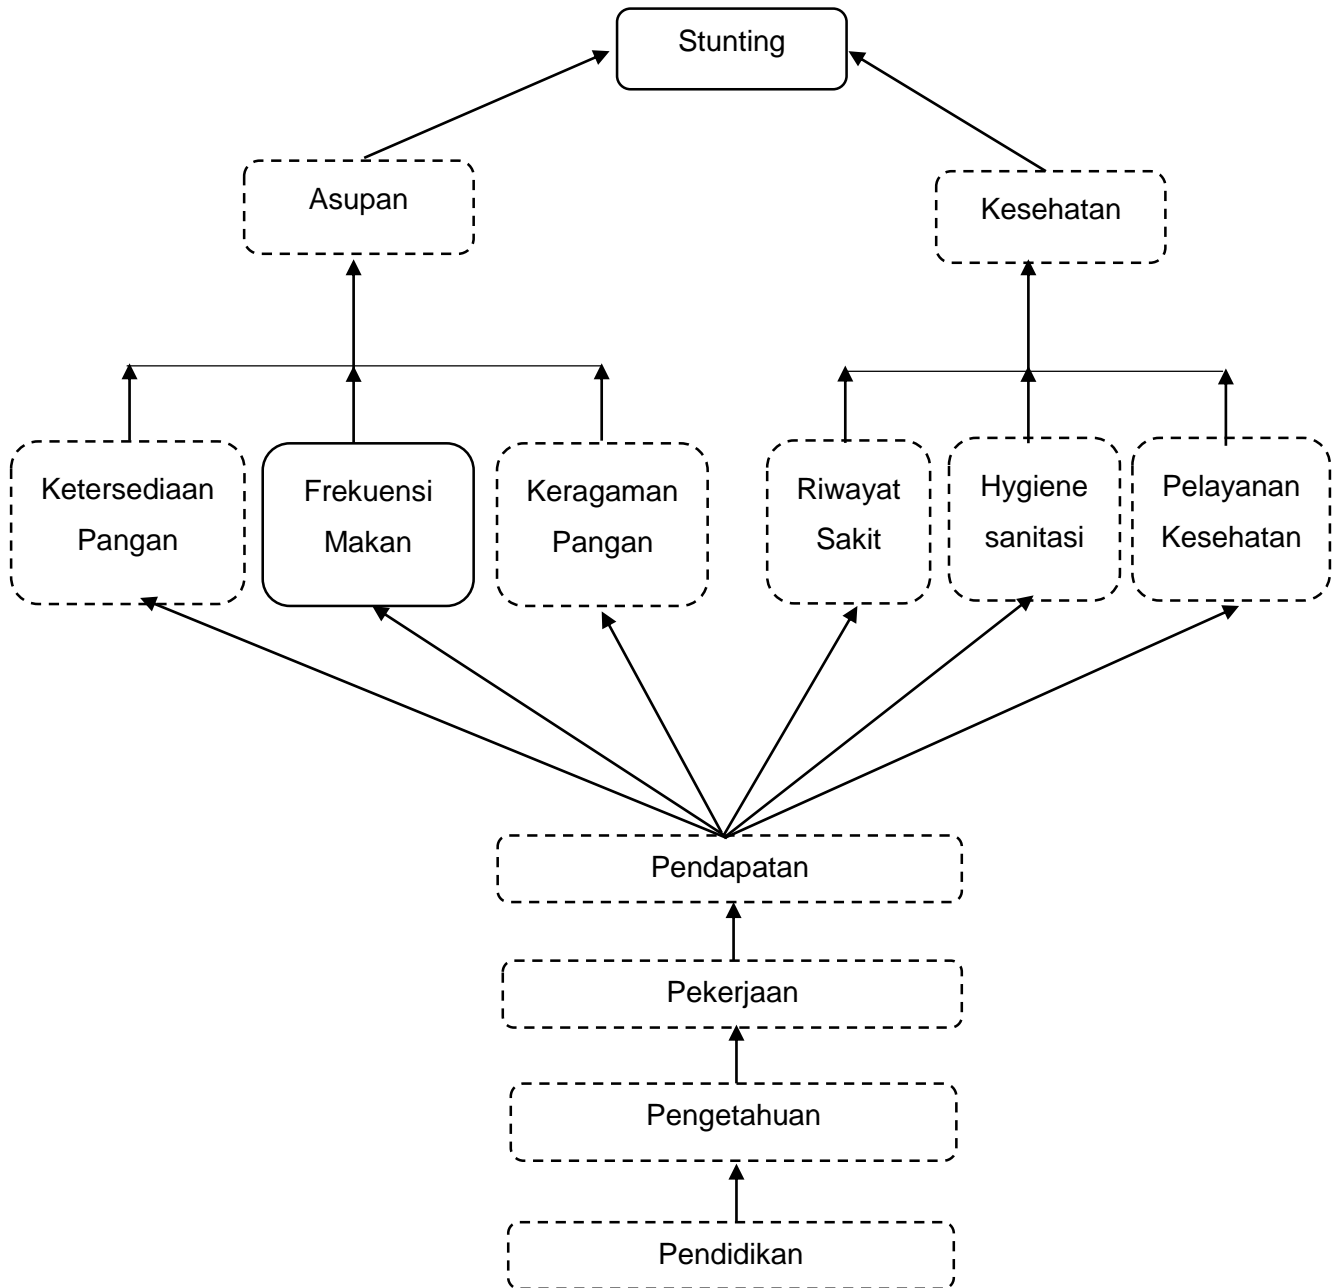 Stunting
Asupan
Kesehatan
Ketersediaan
Pangan
Frekuensi
Makan
Keragaman
Pangan
Riwayat
Sakit
Hygiene
sanitasi
Pelayanan
Kesehatan
Pendapatan
Pekerjaan
Pengetahuan
Pendidikan